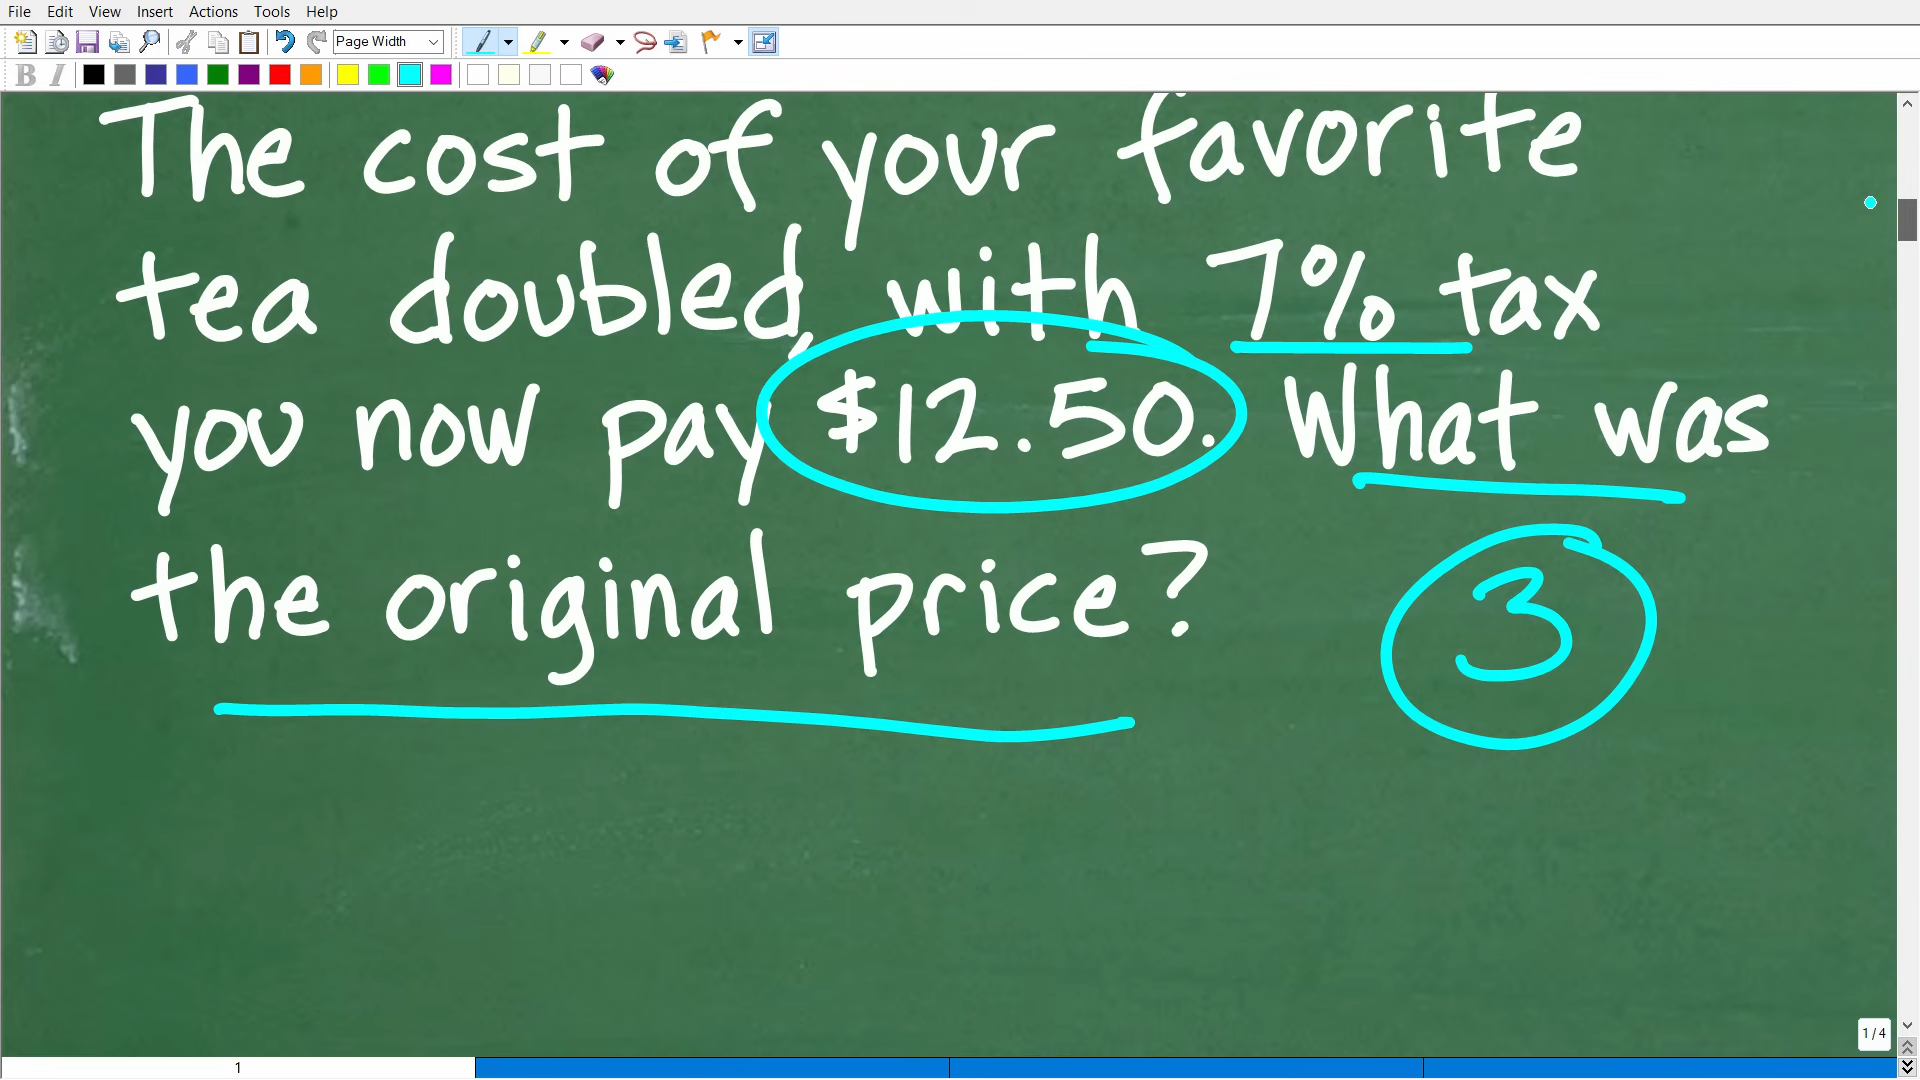 File Edit View Insert Actions Tools Help
Page Width
B I
The cost of your favorite
tea doubled, with 7% tax
you now pay $12.50. What was
the original price?
3
1 / 4
1